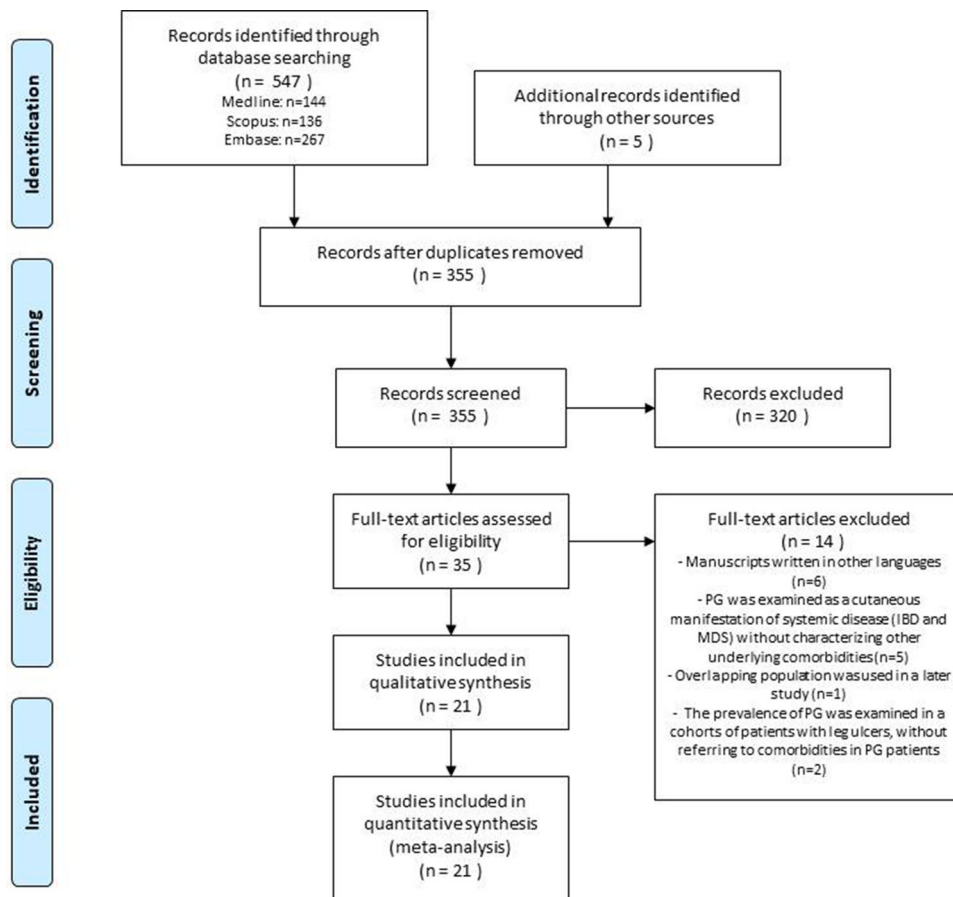 Identification
Records identified through
database searching
(n = 547 )
Medline: n=144
Scopus: n=136
Embase: n=267
Additional records identified
through other sources
(n = 5 )
Records after duplicates removed
(n = 355 )
Screening
Records screened
(n = 355 )
Records excluded
(n = 320 )
Eligibility
Full-text articles assessed
for eligibility
(n = 35 )
Full-text articles excluded
(n = 14 )
- Manuscripts written in other languages
(n=6)
- PG was examined as a cutaneous
manifestation of systemic disease (IBD and
MDS) without characterizing other
underlying comorbidities (n=5)
- Overlapping population was used in a later
study (n=1)
- The prevalence of PG was examined in a
cohorts of patients with leg ulcers, without
referring to comorbidities in PG patients
(n=2)
Studies included in
qualitative synthesis
(n = 21 )
Included
Studies included in
quantitative synthesis
(meta-analysis)
(n = 21 )